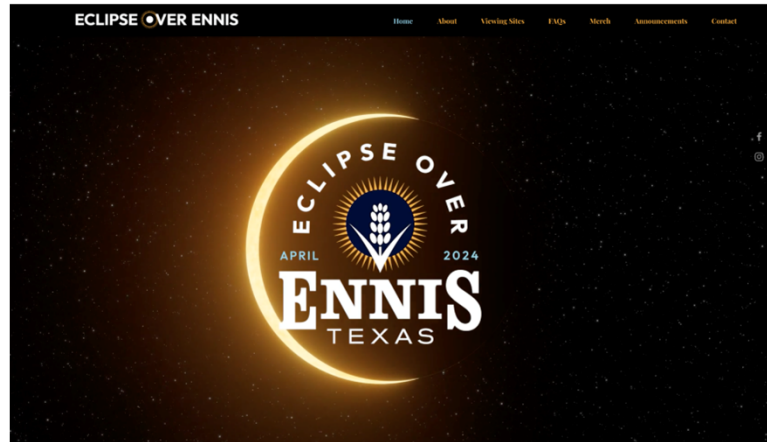 ECLIPSE OVER ENNIS
Home About Viewing Sites FAQs Merch Announcements Contact
ECLIPSE OVER
APRIL 2024
ENNIS
TEXAS